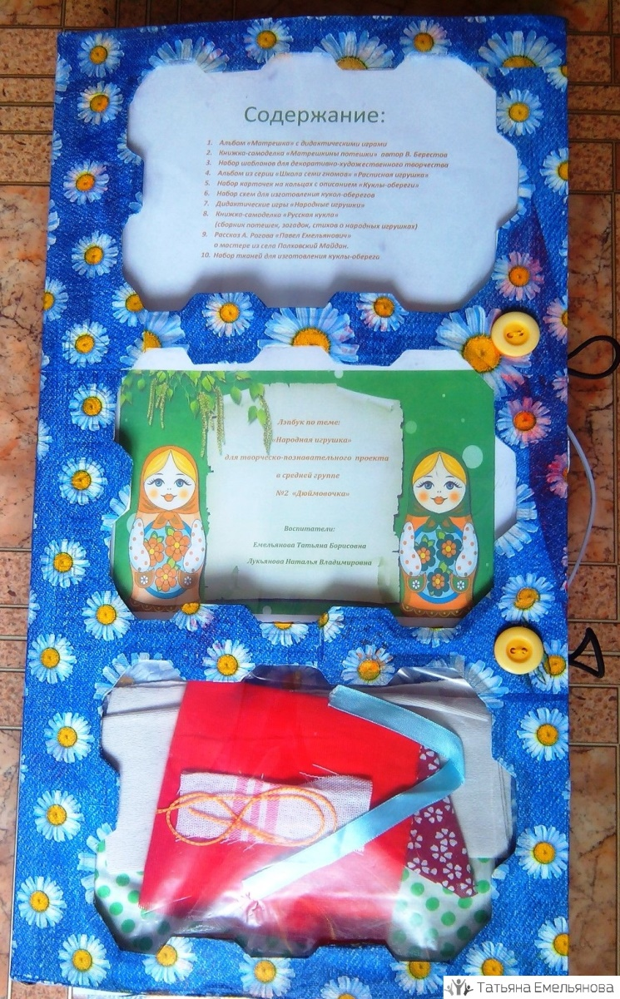 Содержание:
1. Альбом «Матрешка» с дидактическими играми
2. Книжка-самоделка «Матрешкины потешки» автор В. Берестов
3. Набор шаблонов для декоративно-художественного творчества
4. Альбом из серии «Школа семи гномов» «Расписная игрушка»
5. Набор карточек на кольцах с описанием «Куклы-обереги»
6. Набор схем для изготовления кукол-оберегов
7. Дидактические игры «Народные игрушки»
8. Книжка-самоделка «Русская кукла»
(сборник потешек, загадок, стихов о народных игрушках)
9. Рассказ А. Рогова «Павел Емельянович»
о мастере из села Полховский Майдан.
10. Набор тканей для изготовления куклы-оберега
Лэпбук по теме:
«Народная игрушка»
для творческо-познавательного проекта
в средней группе
№2 «Дюймовочка»
Воспитатели:
Емельянова Татьяна Борисовна
Лукьянова Наталья Владимировна
Татьяна Емельянова